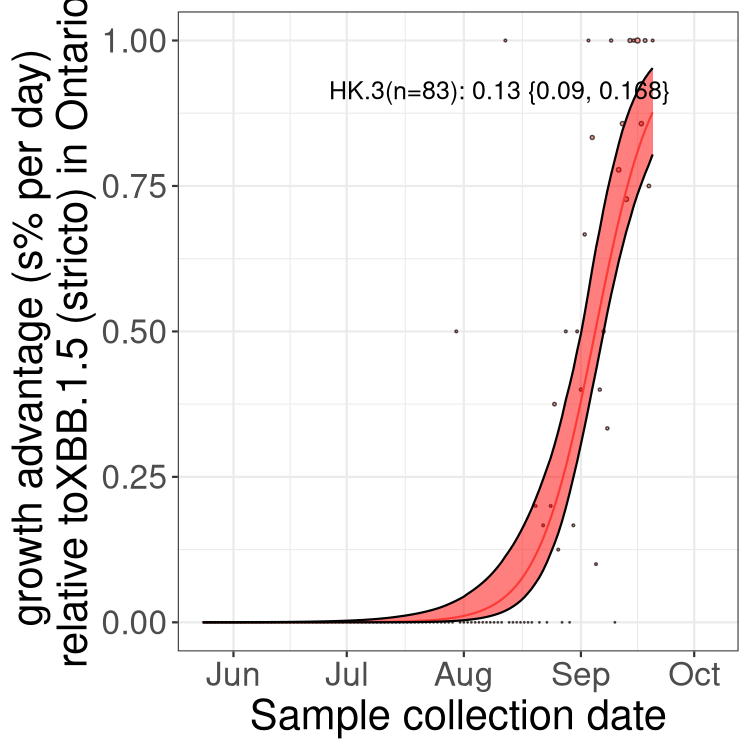 growth advantage (s% per day)
relative toXBB.1.5 (stricto) in Ontario
1.00
0.75
0.50
0.25
0.00
HK.3(n=83): 0.13 {0.09, 0.168}
Jun Jul Aug Sep Oct
Sample collection date